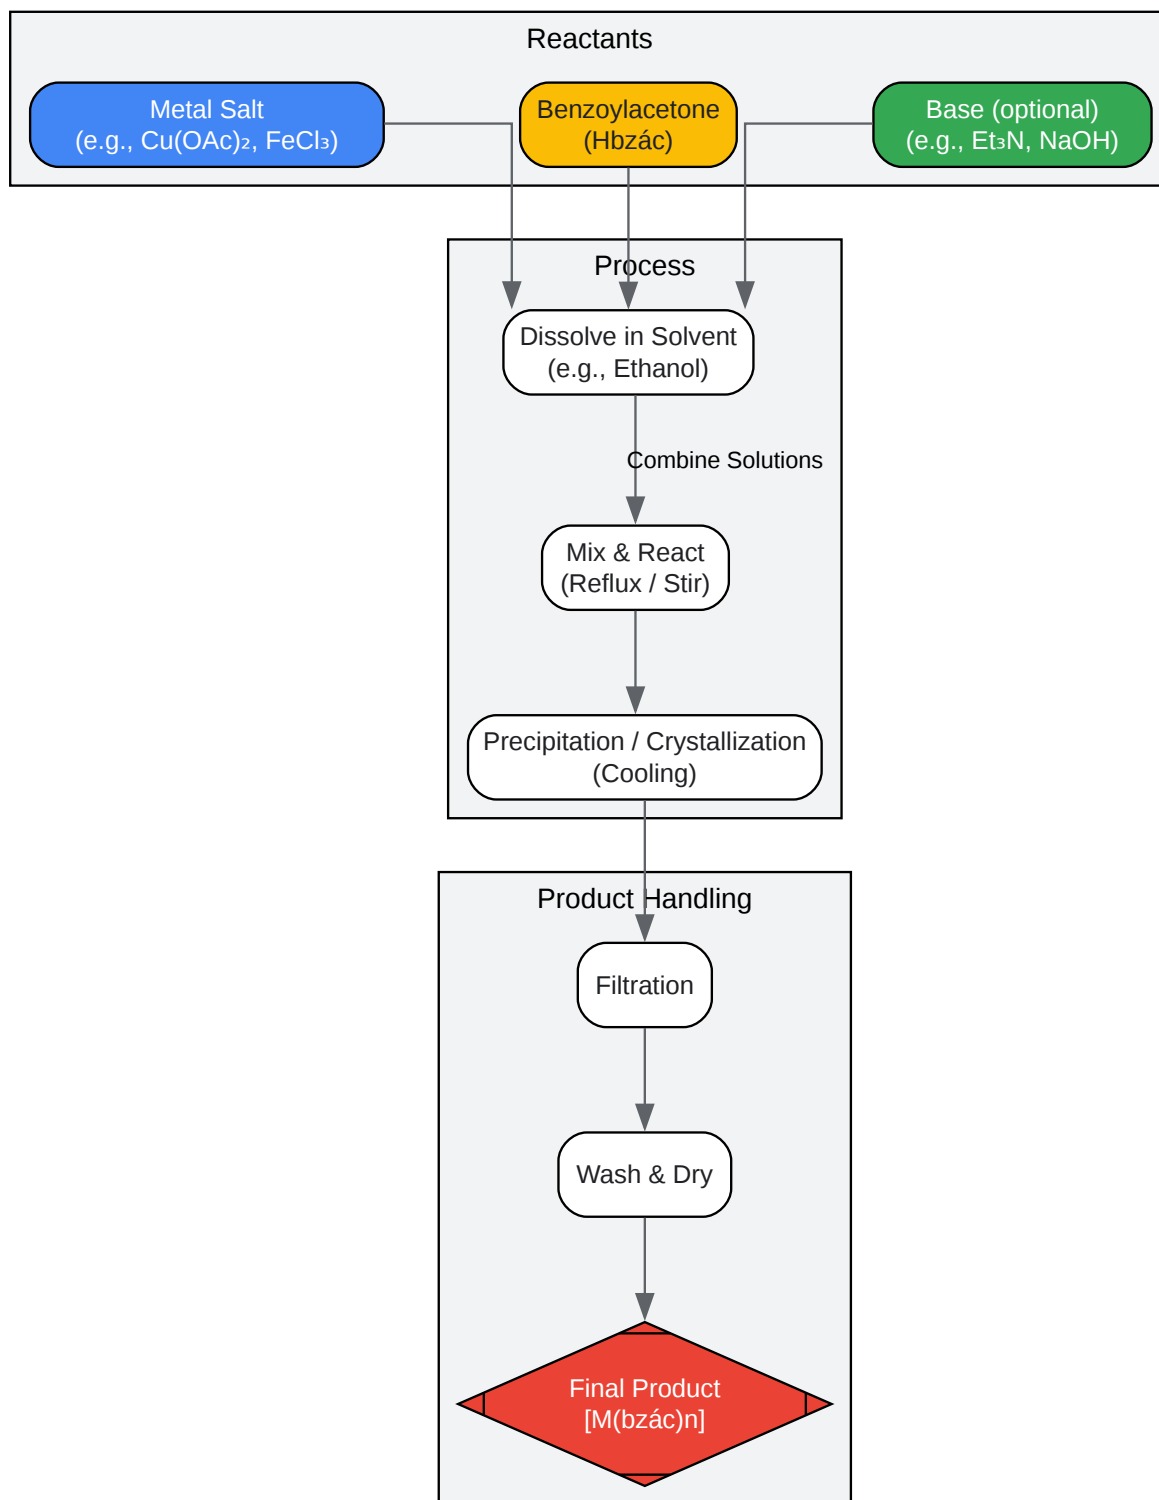 Reactants
Metal Salt
(e.g., Cu(OAc)₂, FeCl₃)
Benzoylacetone
(Hbzác)
Base (optional)
(e.g., Et₃N, NaOH)
Process
Dissolve in Solvent
(e.g., Ethanol)
Combine Solutions
Mix & React
(Reflux / Stir)
Precipitation / Crystallization
(Cooling)
Product Handling
Filtration
Wash & Dry
Final Product
[M(bzác)n]